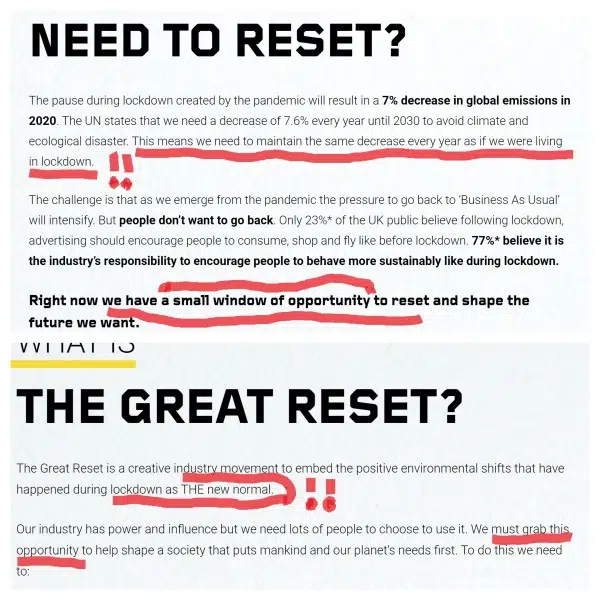 NEED TO RESET?
The pause during lockdown created by the pandemic will result in a 7% decrease in global emissions in
2020. The UN states that we need a decrease of 7.6% every year until 2030 to avoid climate and
ecological disaster. This means we need to maintain the same decrease every year as if we were living
in lockdown.
The challenge is that as we emerge from the pandemic the pressure to go back to ‘Business As Usual’
will intensify. But people don’t want to go back. Only 23%* of the UK public believe following lockdown,
advertising should encourage people to consume, shop and fly like before lockdown. 77%* believe it is
the industry’s responsibility to encourage people to behave more sustainably like during lockdown.
Right now we have a small window of opportunity to reset and shape the
future we want.
WHAT IS
THE GREAT RESET?
The Great Reset is a creative industry movement to embed the positive environmental shifts that have
happened during lockdown as THE new normal.
Our industry has power and influence but we need lots of people to choose to use it. We must grab this
opportunity to help shape a society that puts mankind and our planet’s needs first. To do this we need
to: